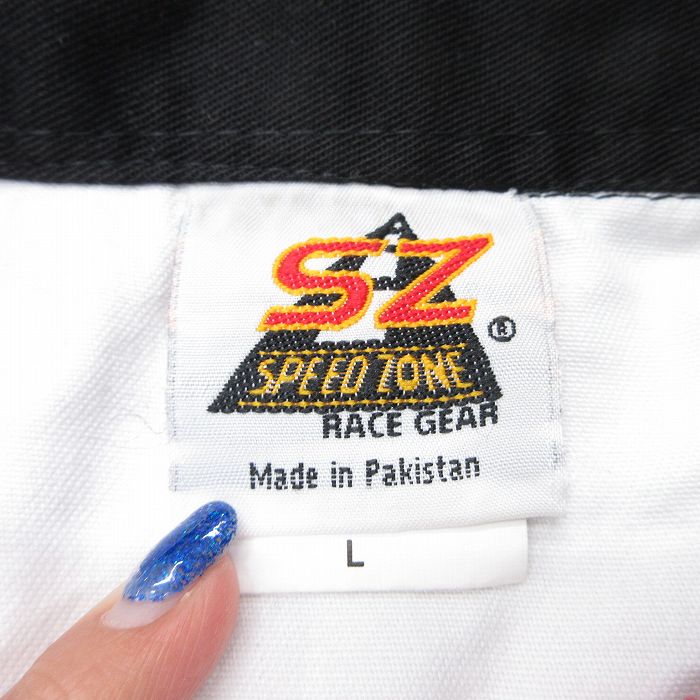 SZ
®
SPEED ZONE
RACE GEAR
Made in Pakistan
L